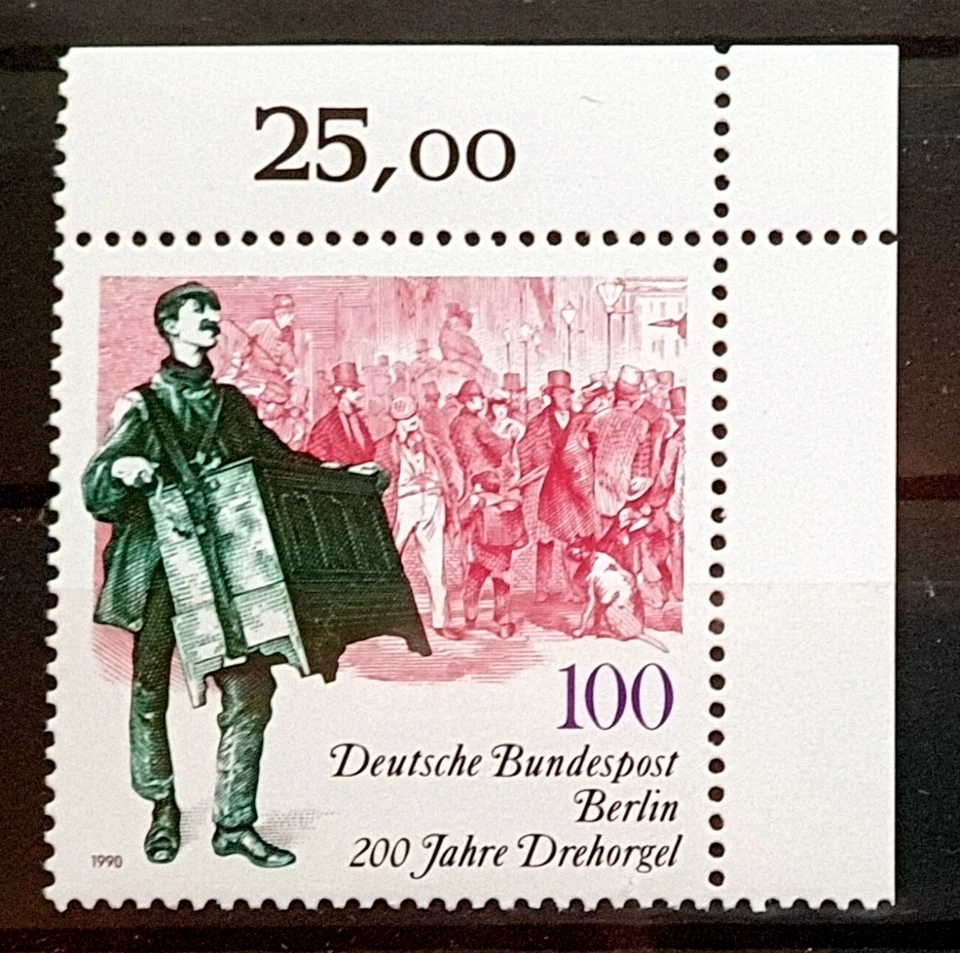 25,00
100
Deutsche Bundespost
Berlin
200 Jahre Drehorgel
1990